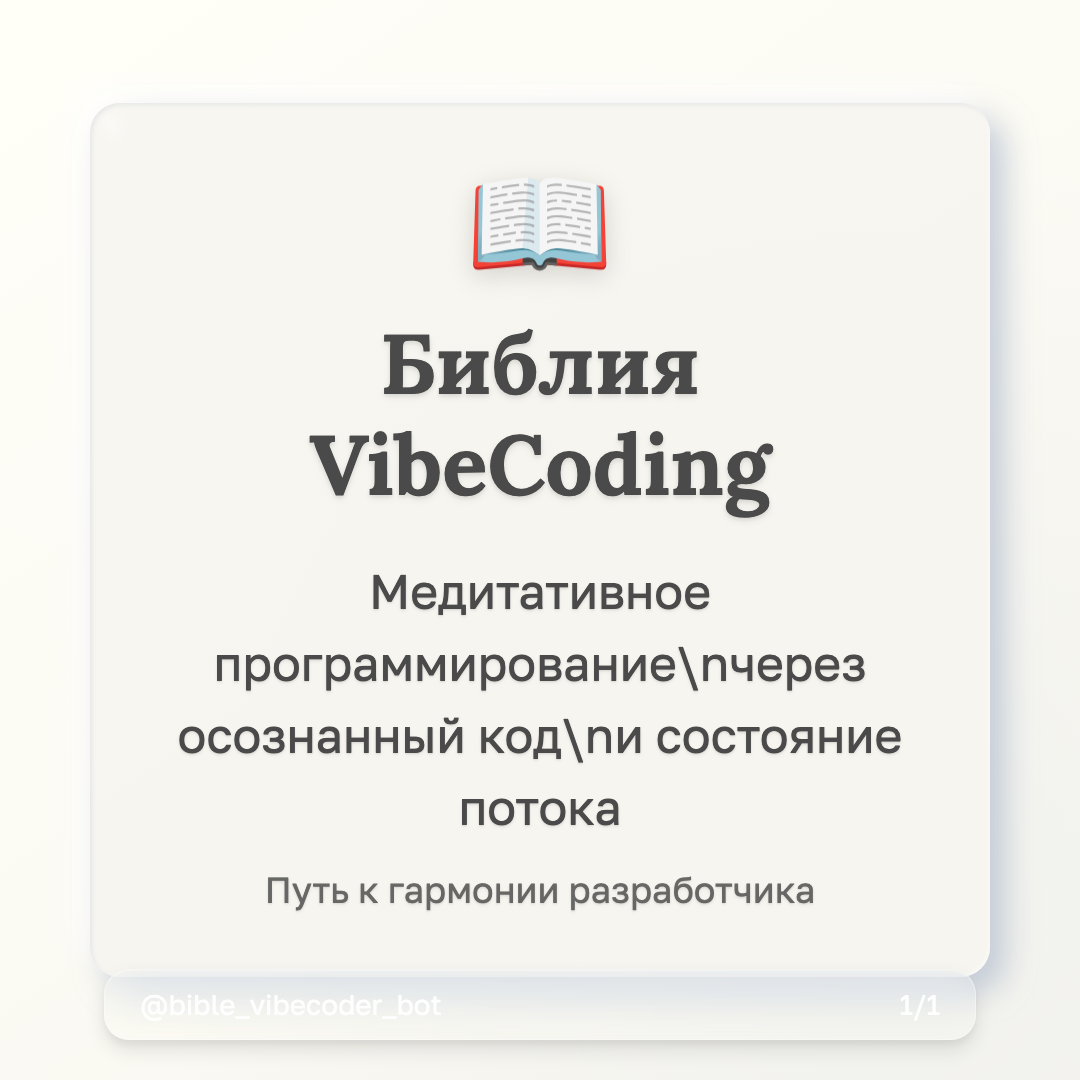 Библия
VibeCoding
Медитативное
программирование\nчерез
осознанный код\nи состояние
потока
Путь к гармонии разработчика
@bible_vibecoder_bot
1/1